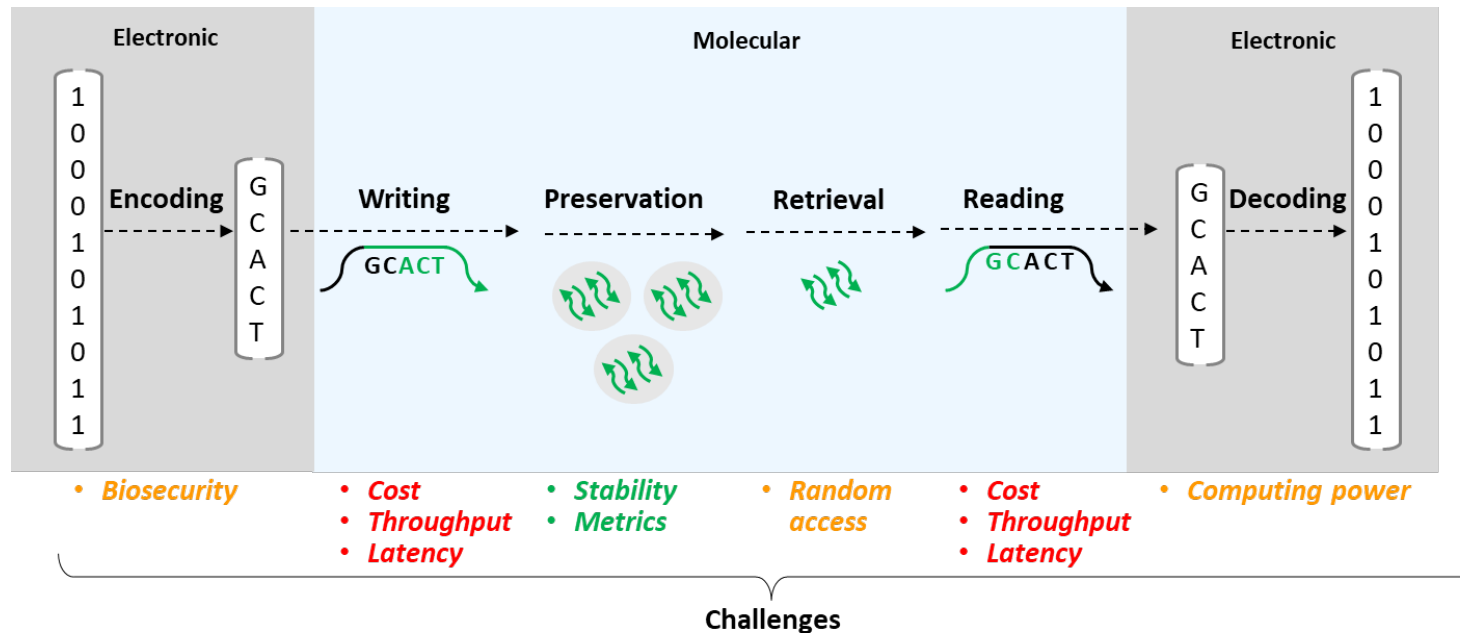 Electronic
Molecular
Electronic
1
0
0
0
1
0
1
0
1
1
Encoding
G
C
A
C
T
Writing
GCACT
Preservation
Retrieval
Reading
GCACT
G
C
A
C
T
Decoding
1
0
0
0
1
0
1
0
1
1
• Biosecurity
• Cost
• Throughput
• Latency
• Stability
• Metrics
• Random
access
• Cost
• Throughput
• Latency
• Computing power
Challenges